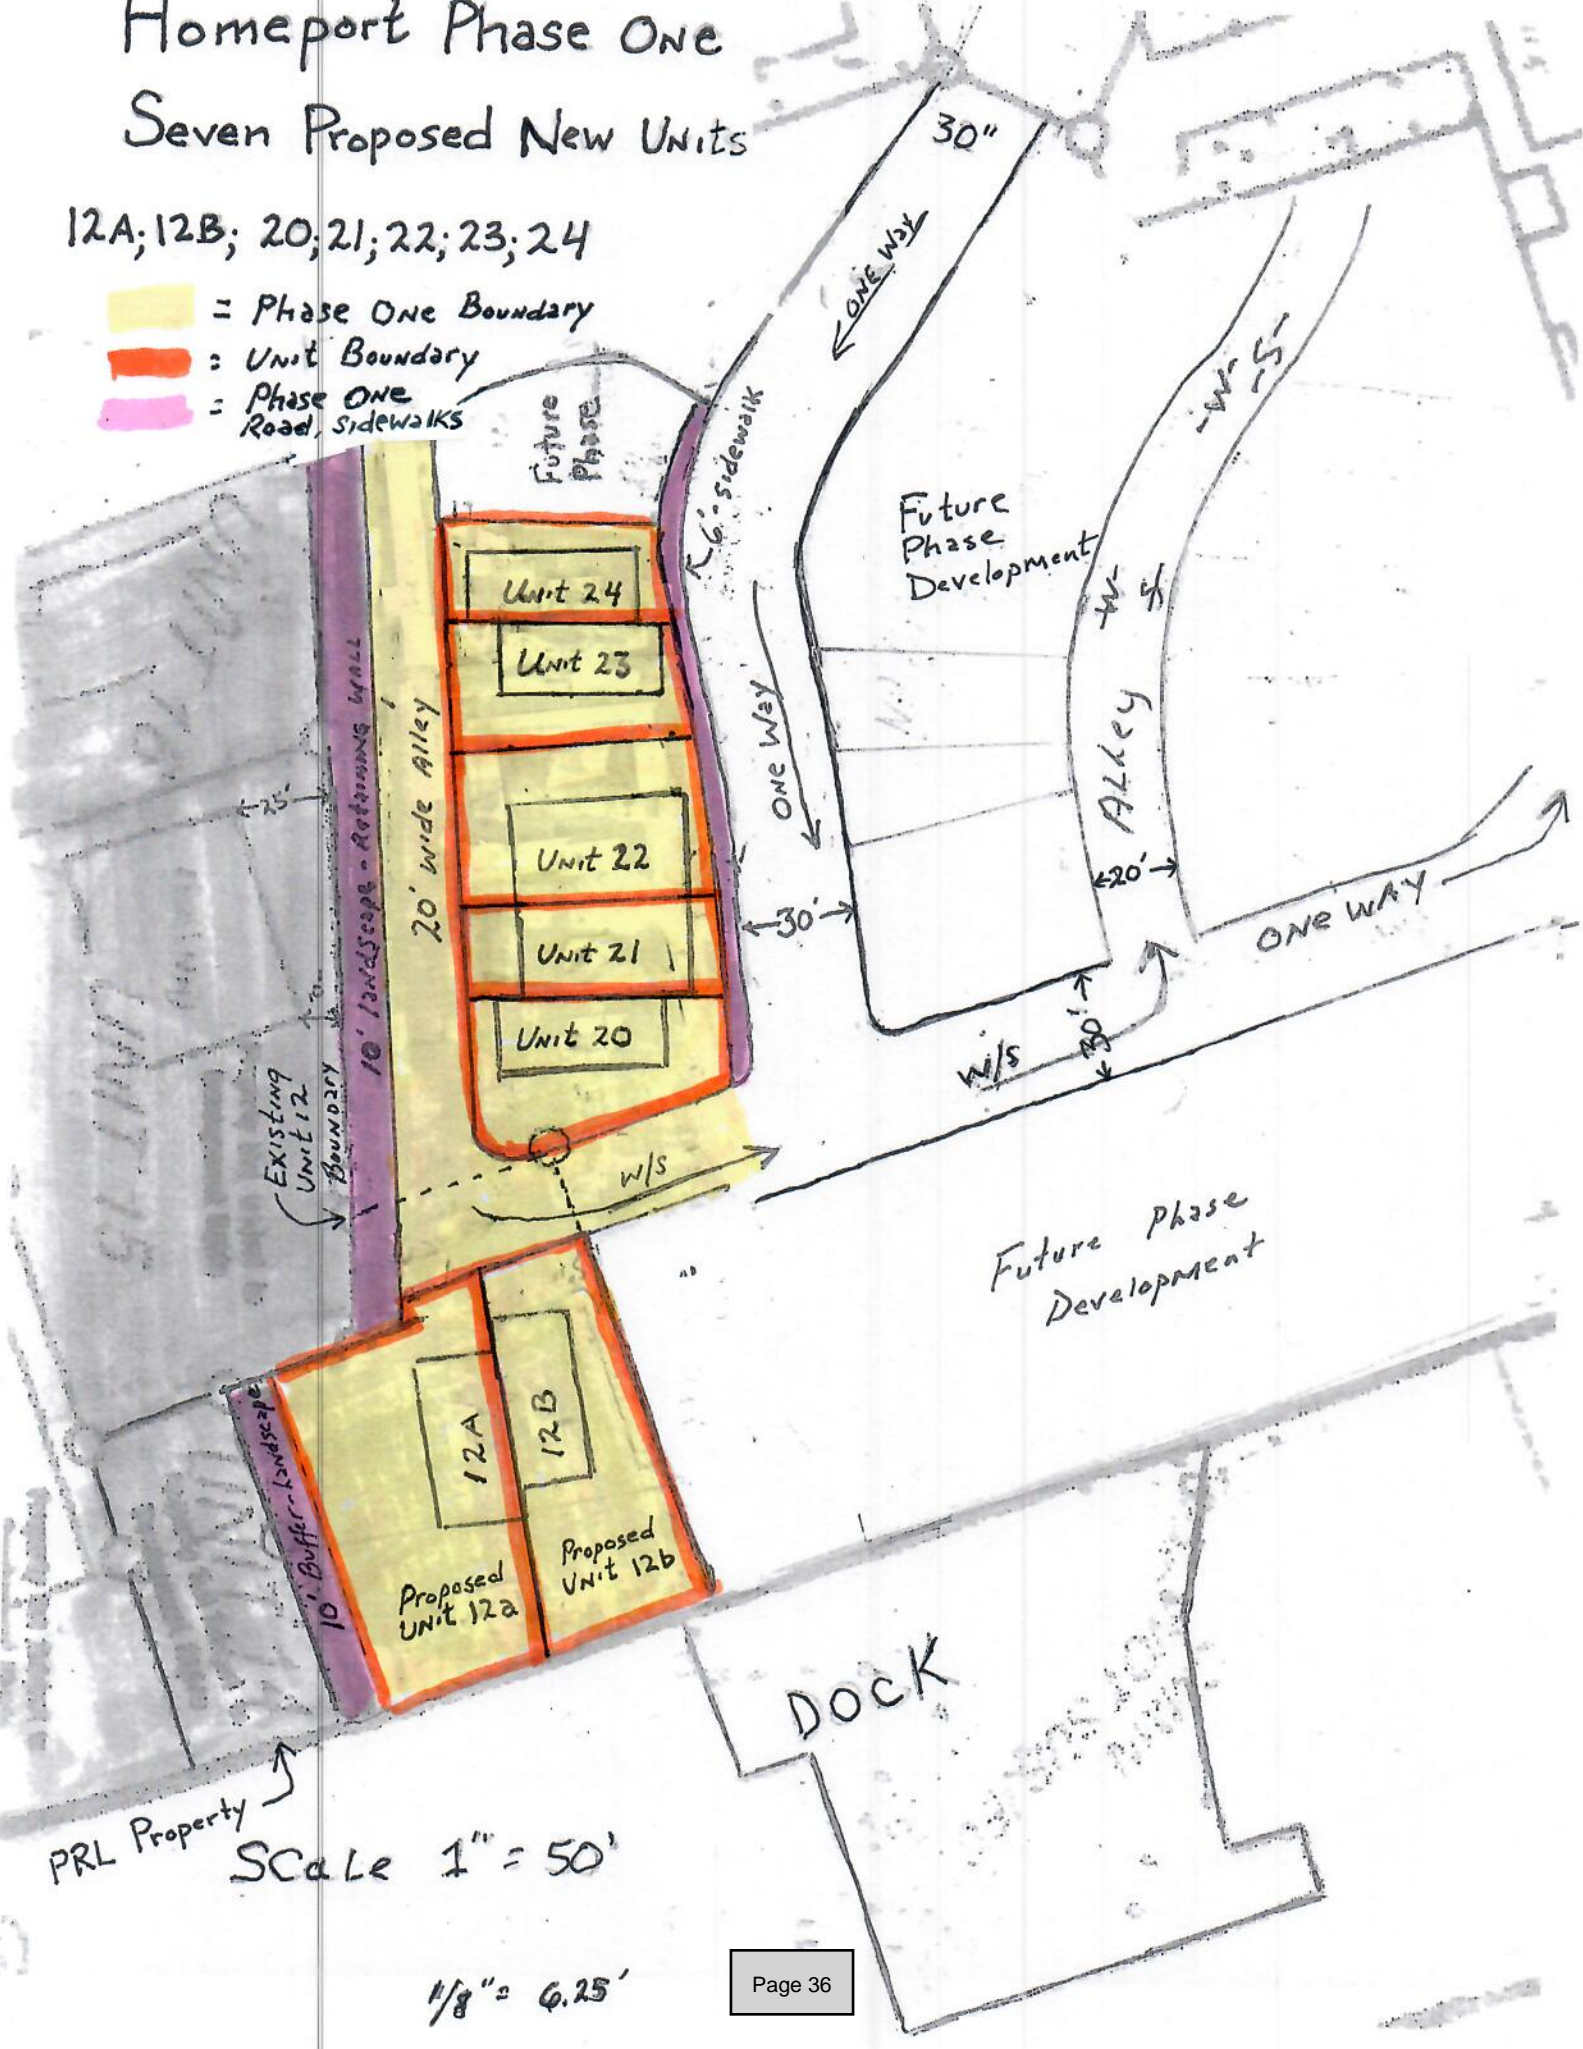 Homeport Phase One
Seven Proposed New Units
12A; 12B; 20; 21; 22; 23; 24
= Phase One Boundary
= Unit Boundary
= Phase One
Road, sidewalks
30"
One Way
Future
Phase
6'-sidewalk
-W-
-S-
Future
Phase
Development
-W-
S
Unit 24
Unit 23
Unit 22
Unit 21
Unit 20
10' landscape - Retaining Wall
20' Wide Alley
One Way
30'
Alley
20'
One Way
25
W/S
30'
Existing
Unit 12
Boundary
W/S
Future Phase
Development
12A
12B
10' Buffer-Landscape
Proposed
Unit 12a
Proposed
Unit 12b
DOCK
PRL Property
Scale 1" = 50'
1/8" = 6.25'
Page 36